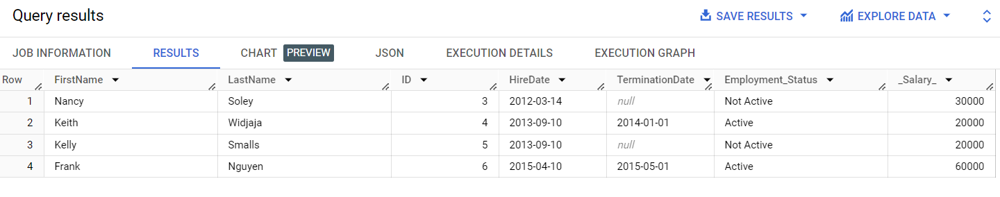 Query results SAVE RESULTS EXPLORE DATA
JOB INFORMATION RESULTS CHART PREVIEW JSON EXECUTION DETAILS EXECUTION GRAPH
Row FirstName LastName ID HireDate TerminationDate Employment_Status _Salary_
1 Nancy Soley 3 2012-03-14 null Not Active 30000
2 Keith Widjaja 4 2013-09-10 2014-01-01 Active 20000
3 Kelly Smalls 5 2013-09-10 null Not Active 20000
4 Frank Nguyen 6 2015-04-10 2015-05-01 Active 60000